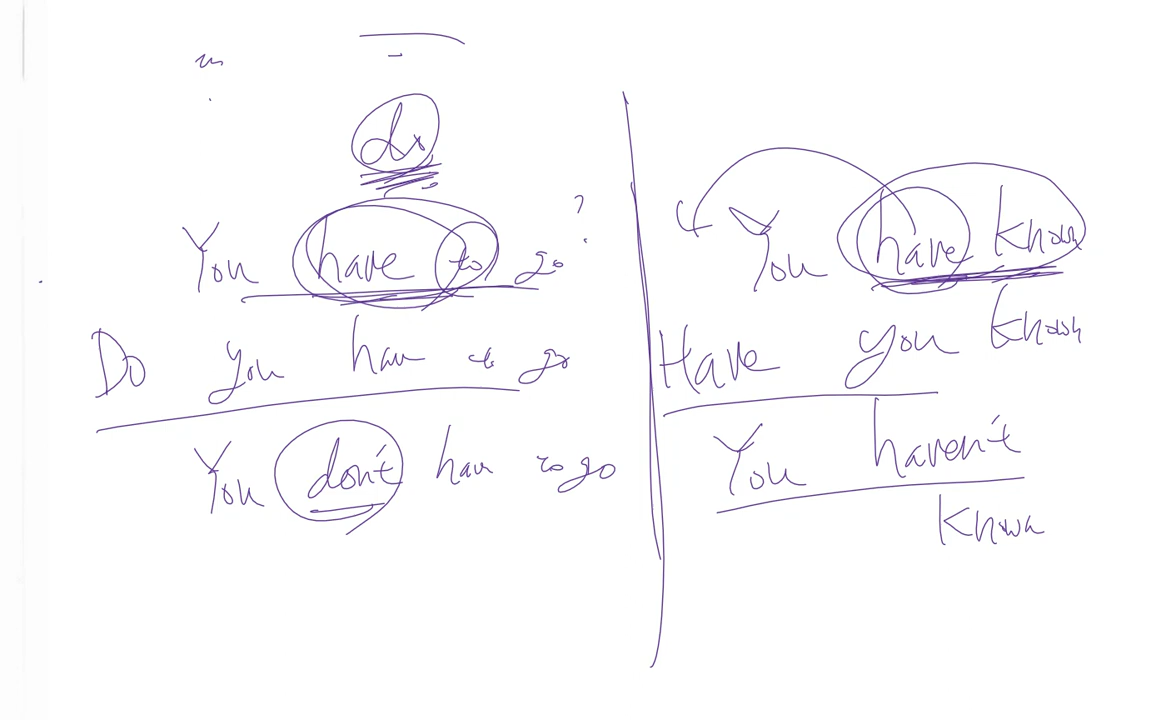 do
You have to go ?
Do you have to go
You don't have to go
You have known
Have you known
You haven't
known